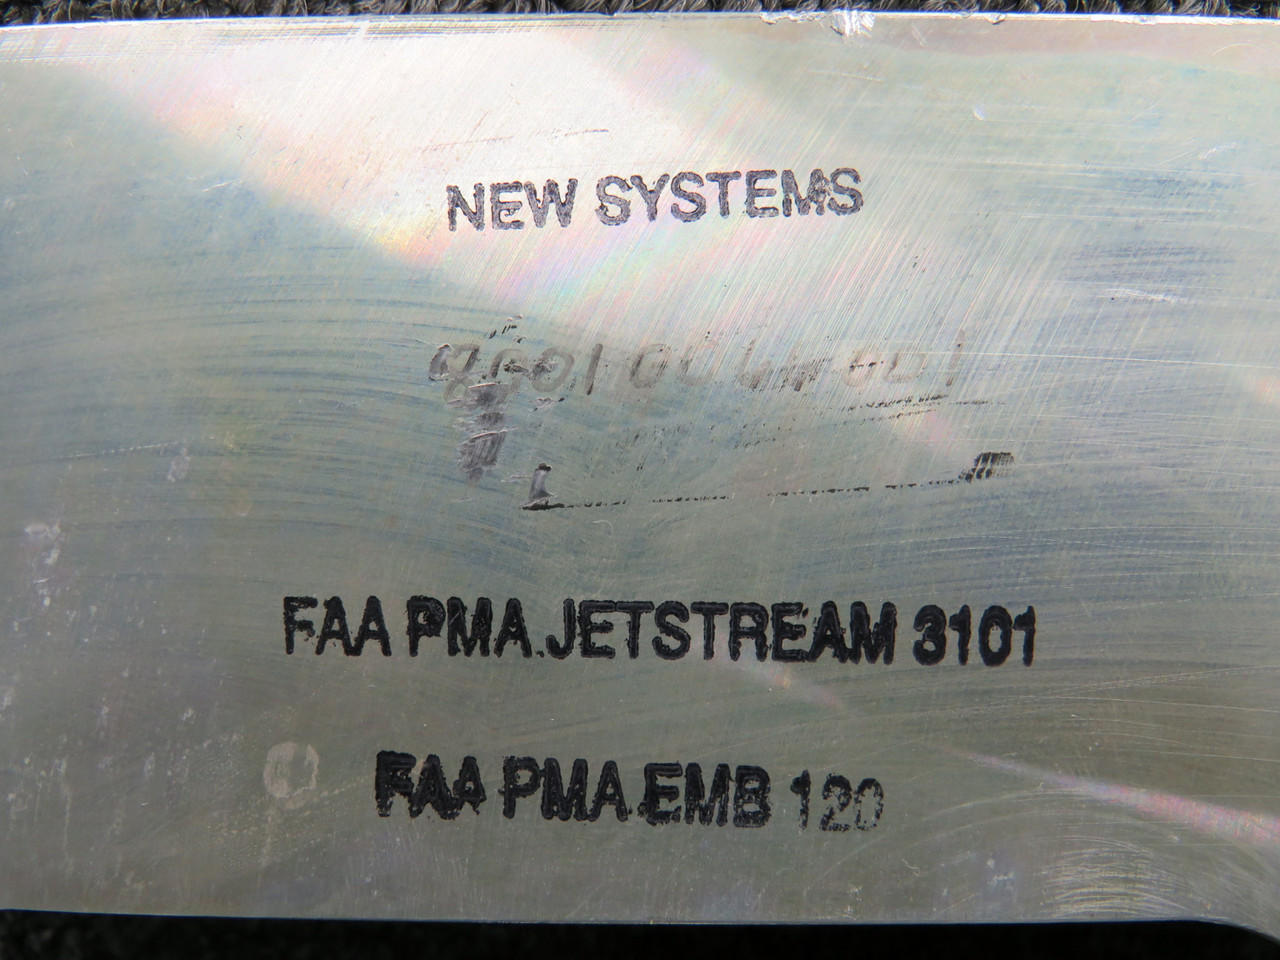 NEW SYSTEMS
FAA PMA JETSTREAM 3101
FAA PMA EMB 120